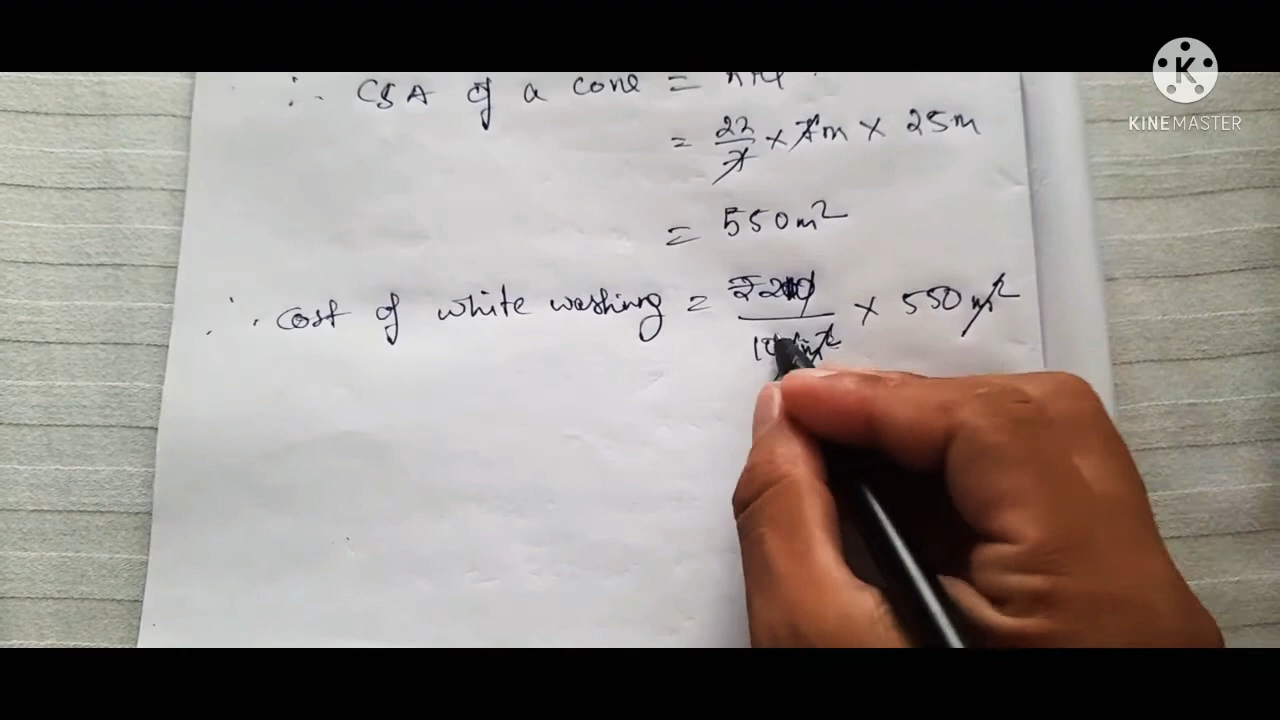 ∴ CSA of a cone = πrl
= 22/7 × 7m × 25m
= 550m²
∴ cost of white washing = ₹210/100m² × 550m²
K
KINEMASTER